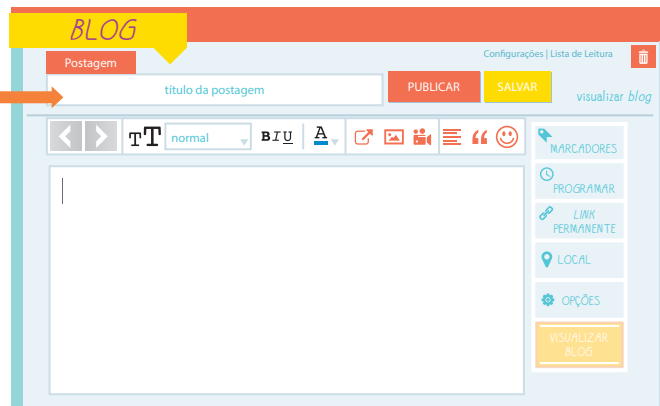 BLOG
Postagem
Configurações | Lista de Leitura
título da postagem
PUBLICAR
SALVAR
visualizar blog
TT normal B I U A
MARCADORES
PROGRAMAR
LINK
PERMANENTE
LOCAL
OPÇÕES
VISUALIZAR
BLOG